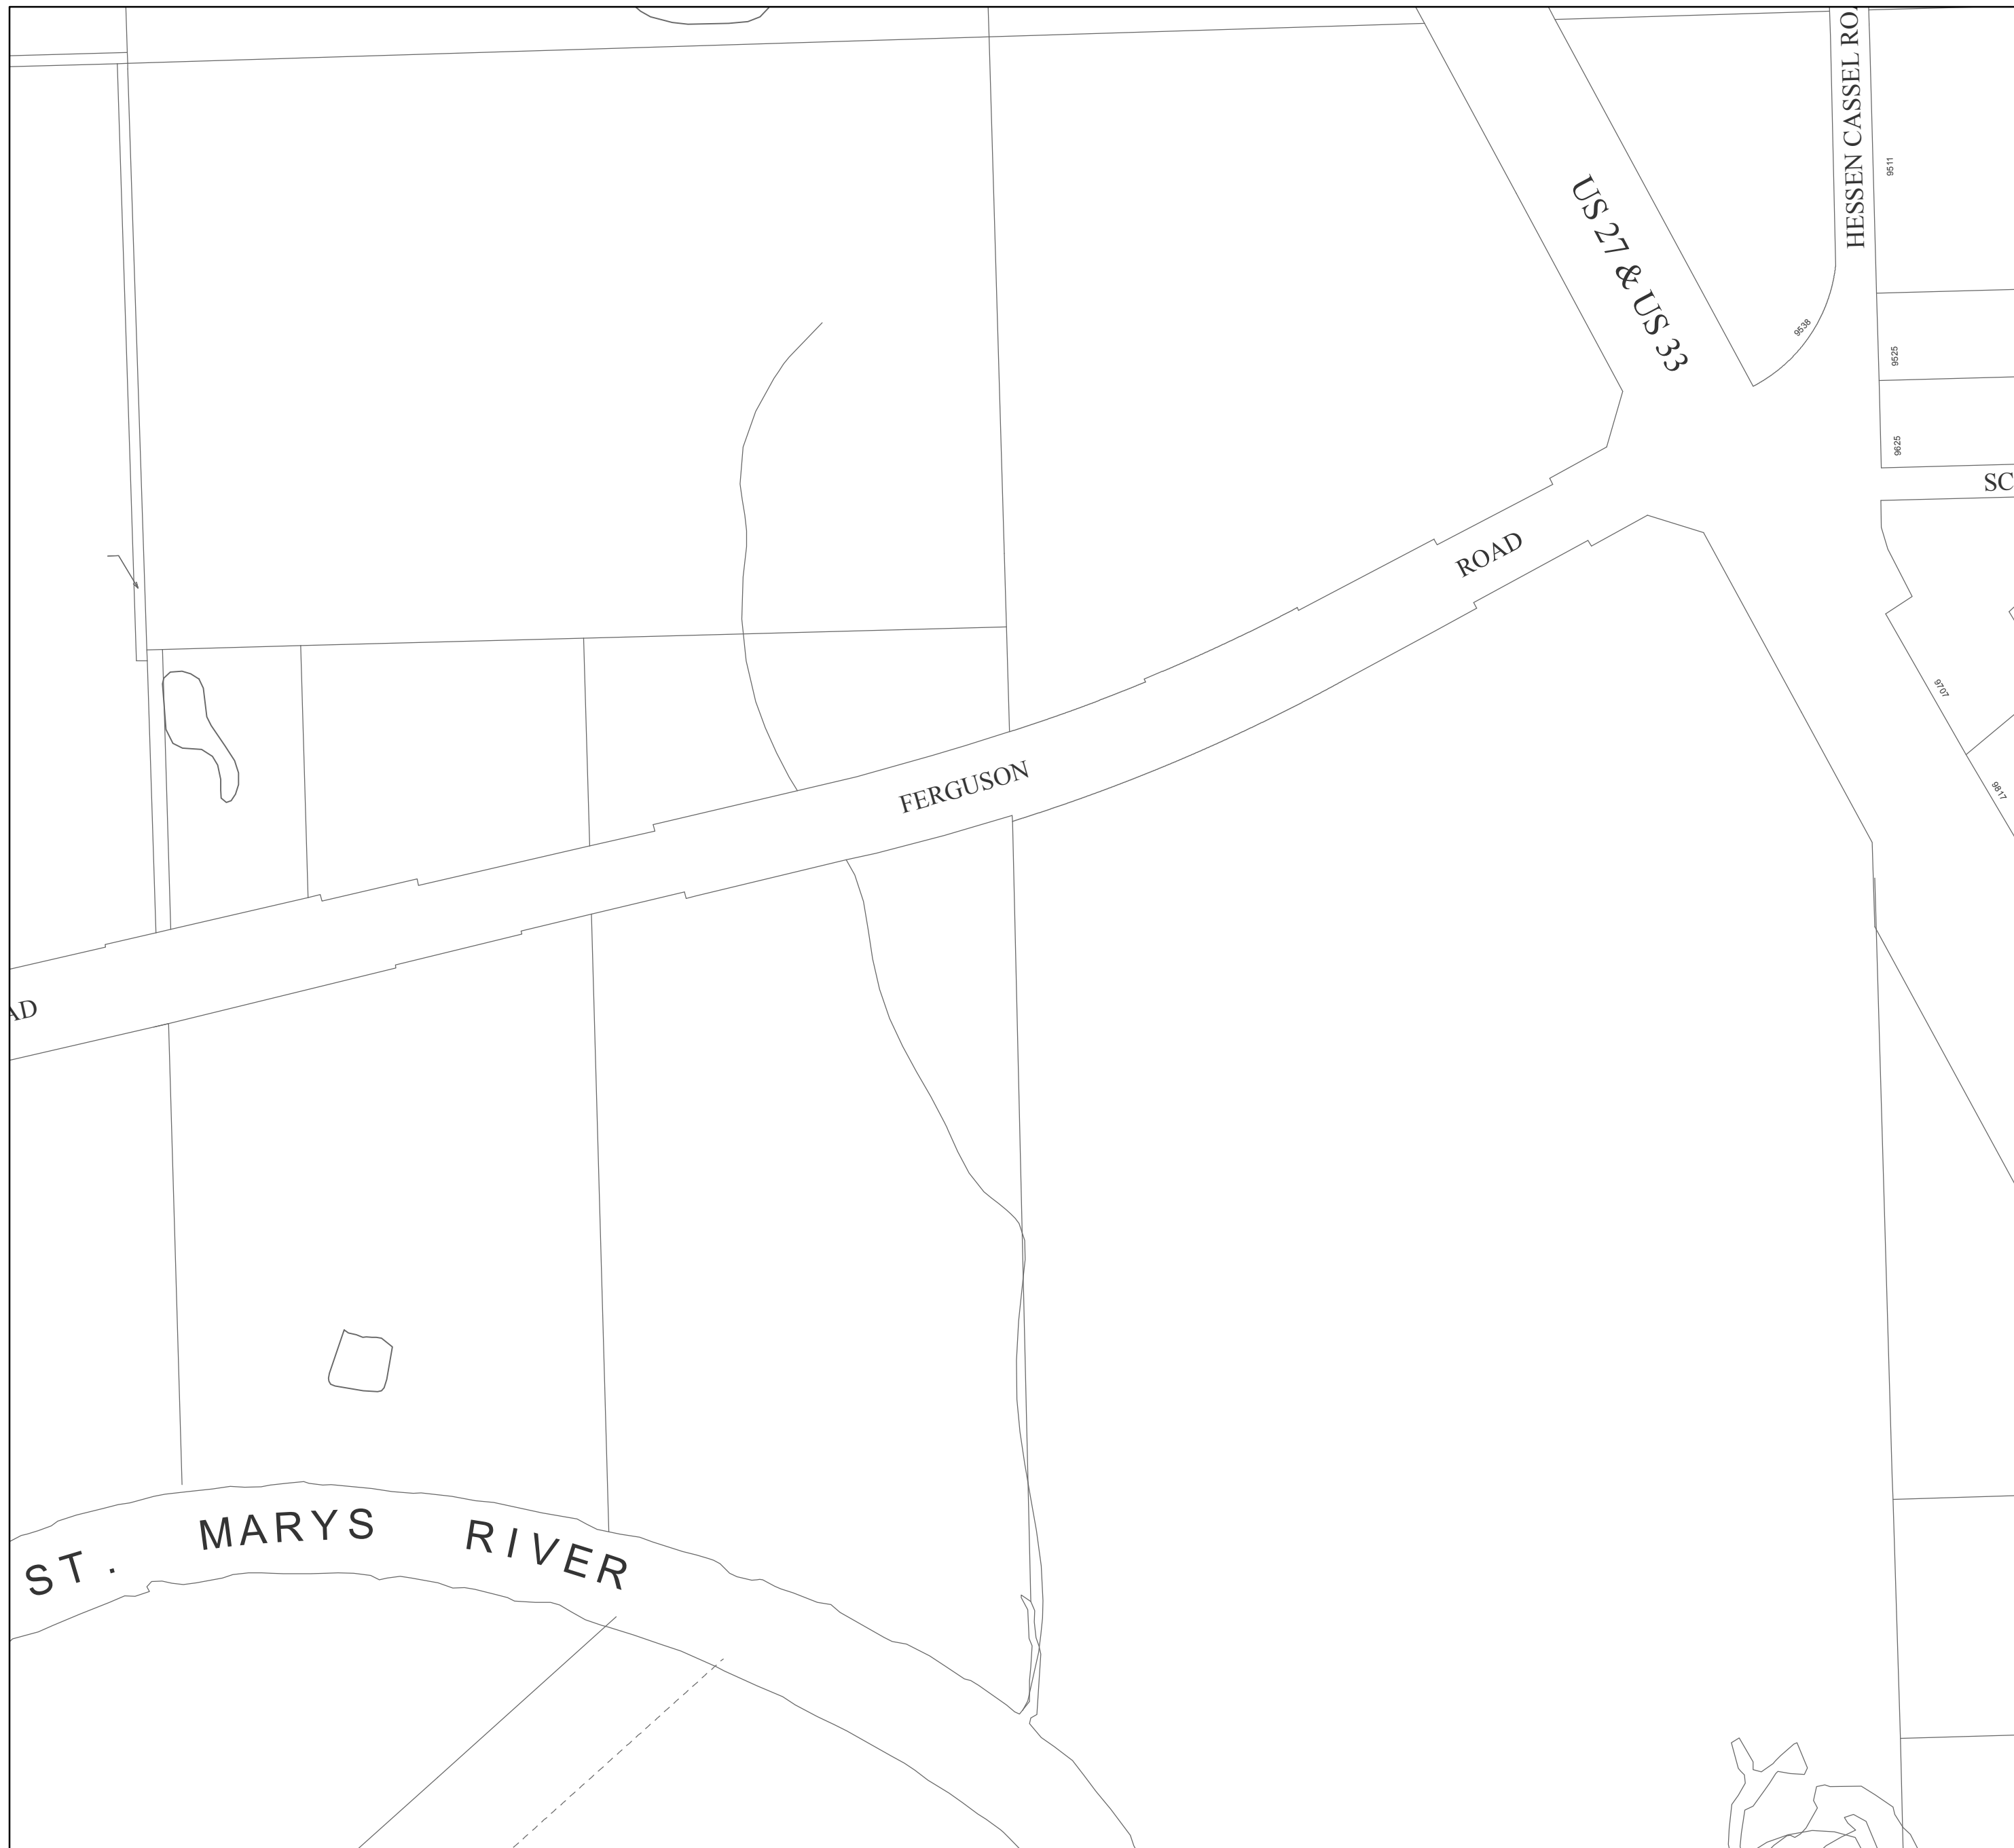 HESSEN CASSEL RO
9511
US 27 & US 33
9538
9525
9625
SC
ROAD
9707
FERGUSON
9817
AD
ST. MARYS RIVER